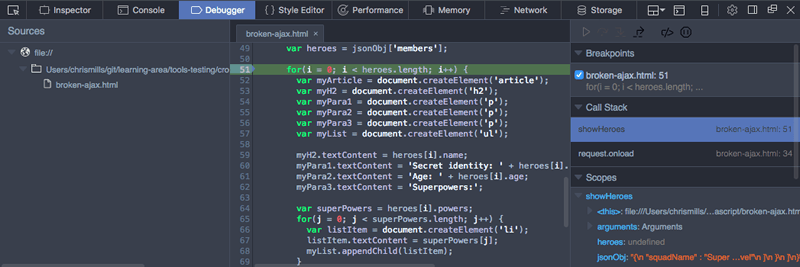 Inspector Console Debugger Style Editor Performance Memory Network Storage
Sources
file://
Users/chrismills/git/learning-area/tools-testing/cro
broken-ajax.html
broken-ajax.html ×
49 var heroes = jsonObj['members'];
50
51 for(i = 0; i < heroes.length; i++) {
52 var myArticle = document.createElement('article');
53 var myH2 = document.createElement('h2');
54 var myPara1 = document.createElement('p');
55 var myPara2 = document.createElement('p');
56 var myPara3 = document.createElement('p');
57 var myList = document.createElement('ul');
58
59 myH2.textContent = heroes[i].name;
60 myPara1.textContent = 'Secret identity: ' + heroes[i].
61 myPara2.textContent = 'Age: ' + heroes[i].age;
62 myPara3.textContent = 'Superpowers:';
63
64 var superPowers = heroes[i].powers;
65 for(j = 0; j < superPowers.length; j++) {
66 var listItem = document.createElement('li');
67 listItem.textContent = superPowers[j];
68 myList.appendChild(listItem);
69 }
Breakpoints
broken-ajax.html: 51
for(i = 0; i < heroes.length; ...
Call Stack
showHeroes broken-ajax.html: 51
request.onload broken-ajax.html: 34
Scopes
showHeroes
<this>: file:///Users/chrismills/…ascript/broken-ajax.html
arguments: Arguments
heroes: undefined
jsonObj: "{\n "squadName" : "Super …vel"\n ]\n }\n ]\n}\n"